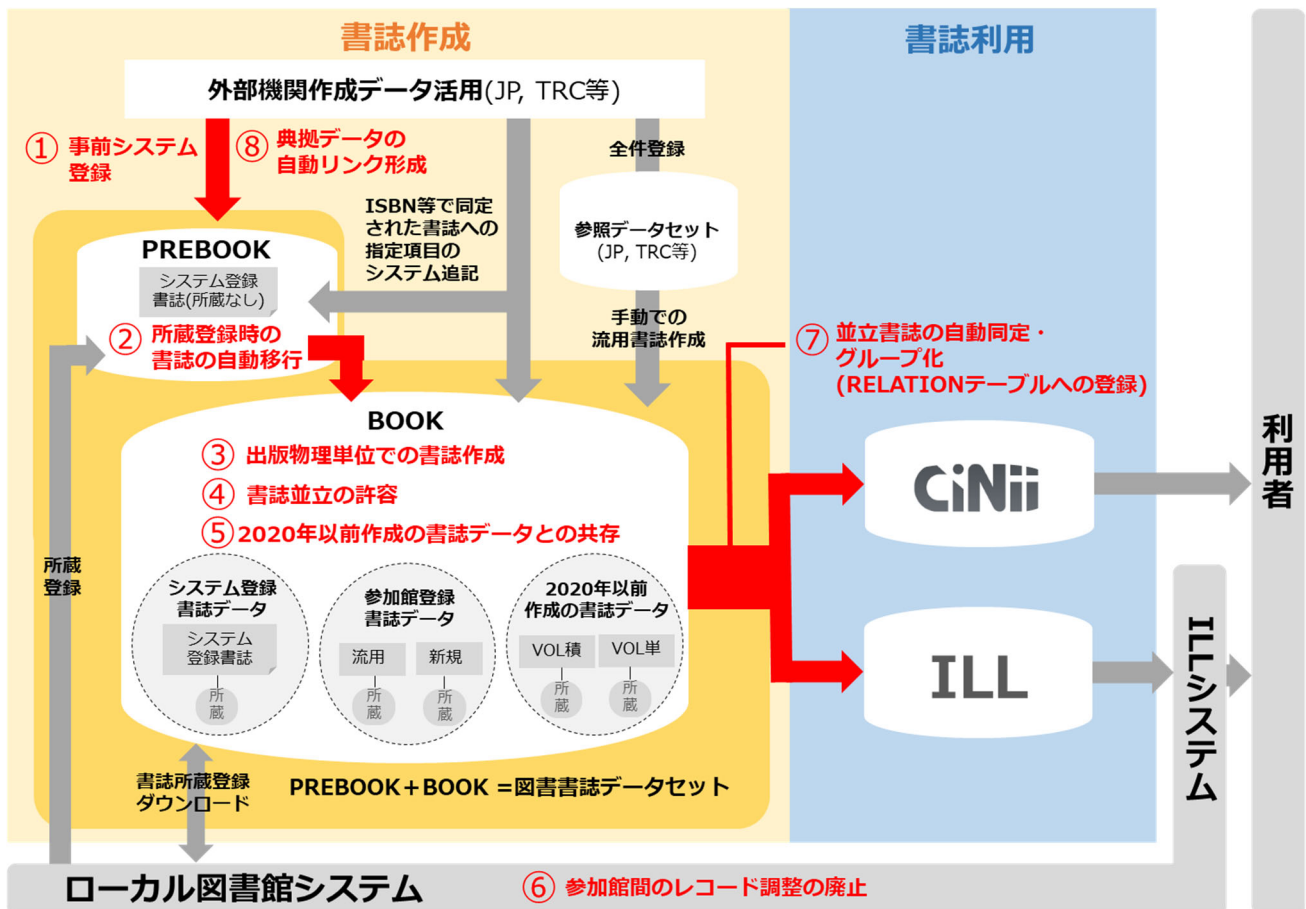 書誌作成
書誌利用
外部機関作成データ活用(JP, TRC等)
① 事前システム
登録
⑧ 典拠データの
自動リンク形成
全件登録
ISBN等で同定
された書誌への
指定項目の
システム追記
参照データセット
(JP, TRC等)
PREBOOK
システム登録
書誌(所蔵なし)
② 所蔵登録時の
書誌の自動移行
手動での
流用書誌作成
⑦ 並立書誌の自動同定・
グループ化
(RELATIONテーブルへの登録)
BOOK
③ 出版物理単位での書誌作成
④ 書誌並立の許容
⑤ 2020年以前作成の書誌データとの共存
システム登録
書誌データ
システム
登録書誌
所
蔵
参加館登録
書誌データ
流用
新規
所
蔵
所
蔵
2020年以前
作成の書誌データ
VOL積
VOL単
所
蔵
所
蔵
CiNii
ILL
利用者
ILLシステム
所蔵
登録
書誌所蔵登録
ダウンロード
PREBOOK+BOOK =図書書誌データセット
ローカル図書館システム
⑥ 参加館間のレコード調整の廃止